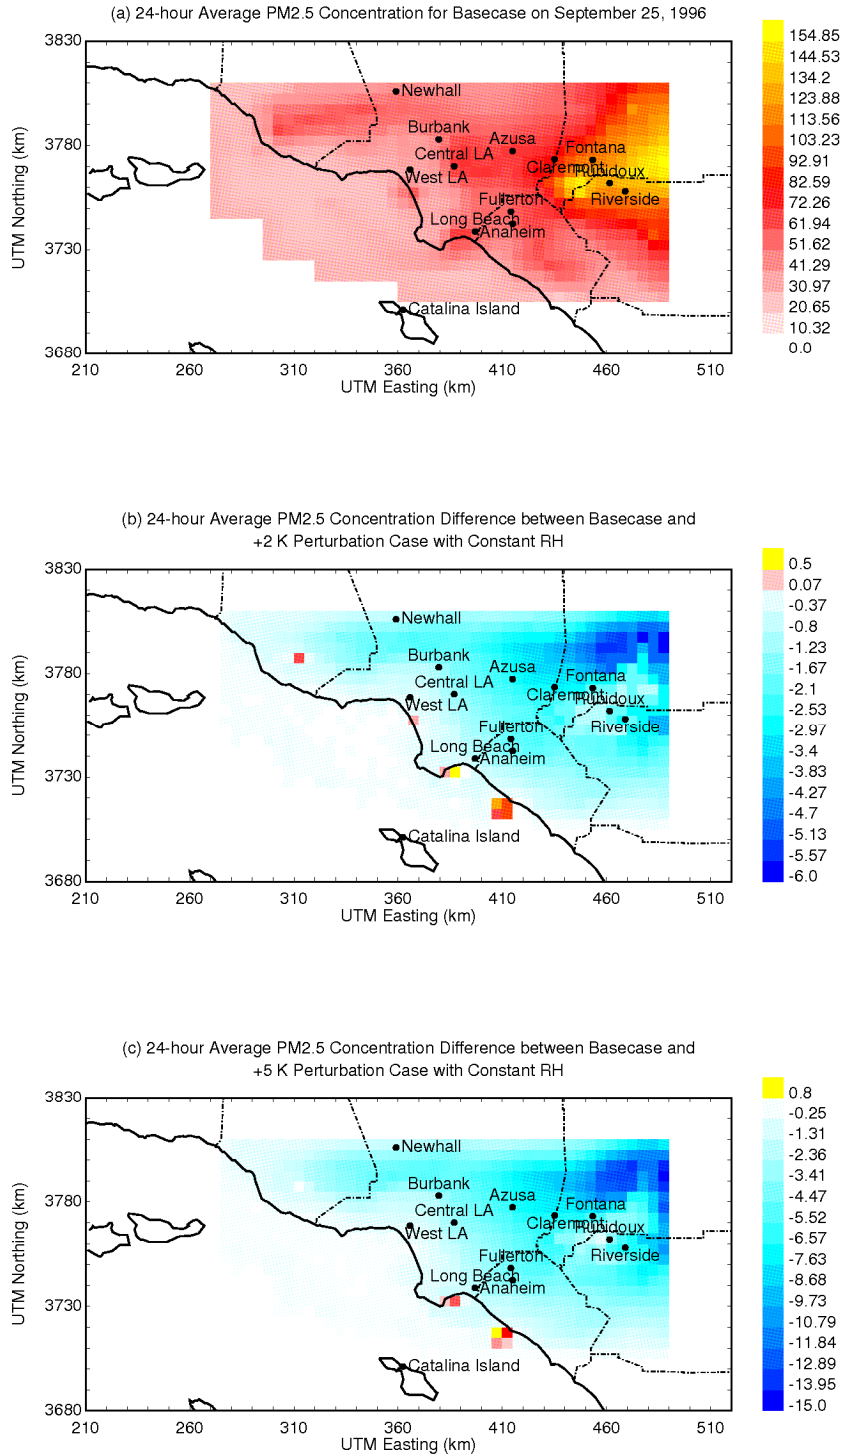 (a) 24-hour Average PM2.5 Concentration for Basecase on September 25, 1996
3830
3780
3730
3680
UTM Northing (km)
210 260 310 360 410 460 510
UTM Easting (km)
Newhall
Burbank
Azusa
Central LA
Fontana
West LA
Claremont
Rubidoux
Riverside
Fullerton
Long Beach
Anaheim
Catalina Island
154.85
144.53
134.2
123.88
113.56
103.23
92.91
82.59
72.26
61.94
51.62
41.29
30.97
20.65
10.32
0.0
(b) 24-hour Average PM2.5 Concentration Difference between Basecase and
+2 K Perturbation Case with Constant RH
3830
3780
3730
3680
UTM Northing (km)
210 260 310 360 410 460 510
UTM Easting (km)
Newhall
Burbank
Azusa
Central LA
Fontana
West LA
Claremont
Rubidoux
Riverside
Fullerton
Long Beach
Anaheim
Catalina Island
0.5
0.07
-0.37
-0.8
-1.23
-1.67
-2.1
-2.53
-2.97
-3.4
-3.83
-4.27
-4.7
-5.13
-5.57
-6.0
(c) 24-hour Average PM2.5 Concentration Difference between Basecase and
+5 K Perturbation Case with Constant RH
3830
3780
3730
3680
UTM Northing (km)
210 260 310 360 410 460 510
UTM Easting (km)
Newhall
Burbank
Azusa
Central LA
Fontana
West LA
Claremont
Rubidoux
Riverside
Fullerton
Long Beach
Anaheim
Catalina Island
0.8
-0.25
-1.31
-2.36
-3.41
-4.47
-5.52
-6.57
-7.63
-8.68
-9.73
-10.79
-11.84
-12.89
-13.95
-15.0